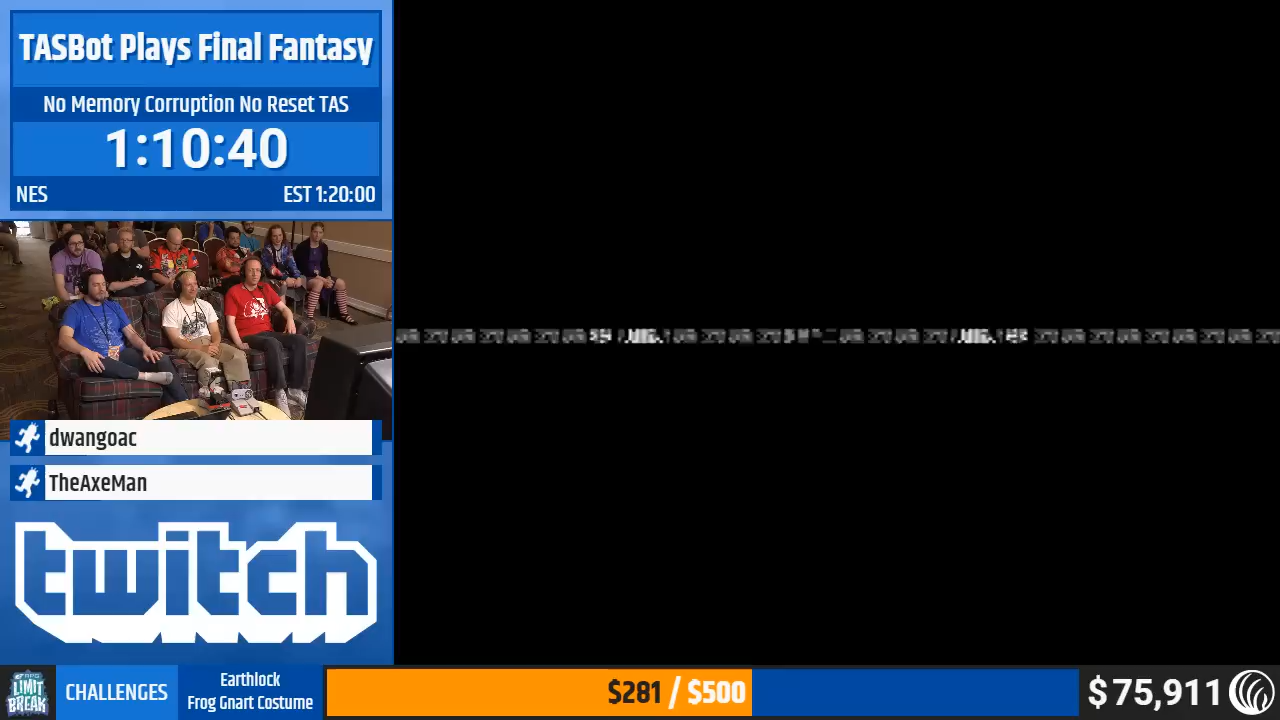 TASBot Plays Final Fantasy
No Memory Corruption No Reset TAS
1:10:40
NES
EST 1:20:00
dwangoac
TheAxeMan
twitch
RPG
LIMIT
BREAK
CHALLENGES
Earthlock
Frog Gnart Costume
$281 / $500
$75,911